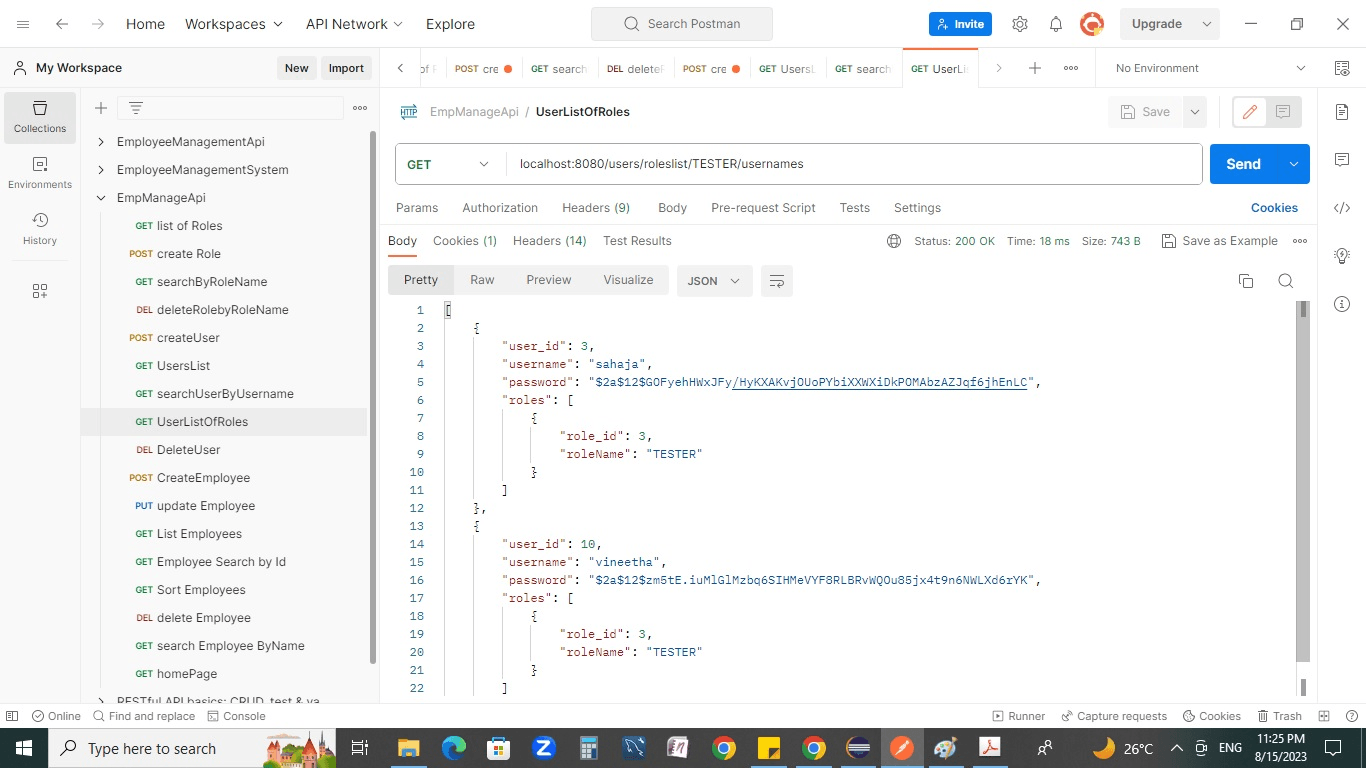 Home Workspaces API Network Explore Search Postman Invite Upgrade
My Workspace New Import
POST cre GET search DEL deleteF POST cre GET UsersL GET search GET UserLi No Environment
Collections
Environments
History
EmployeeManagementApi
EmployeeManagementSystem
EmpManageApi
GET list of Roles
POST create Role
GET searchByRoleName
DEL deleteRolebyRoleName
POST createUser
GET UsersList
GET searchUserByUsername
GET UserListOfRoles
DEL DeleteUser
POST CreateEmployee
PUT update Employee
GET List Employees
GET Employee Search by Id
GET Sort Employees
DEL delete Employee
GET search Employee ByName
GET homePage
RESTful API basics: CRUD, test & va
HTTP EmpManageApi / UserListOfRoles Save
GET localhost:8080/users/roleslist/TESTER/usernames Send
Params Authorization Headers (9) Body Pre-request Script Tests Settings Cookies
Body Cookies (1) Headers (14) Test Results Status: 200 OK Time: 18 ms Size: 743 B Save as Example
Pretty Raw Preview Visualize JSON
1 [
2 {
3 "user_id": 3,
4 "username": "sahaja",
5 "password": "$2a$12$GOFyehHWxJFy/HyKXAKvjOUoPYbiXXWXiDkPOMAbzAZJqf6jhEnLC",
6 "roles": [
7 {
8 "role_id": 3,
9 "roleName": "TESTER"
10 }
11 ]
12 },
13 {
14 "user_id": 10,
15 "username": "vineetha",
16 "password": "$2a$12$zm5tE.iuMlGlMzbq6SIHMeVYF8RLBRvWQOu85jx4t9n6NWLXd6rYK",
17 "roles": [
18 {
19 "role_id": 3,
20 "roleName": "TESTER"
21 }
22 ]
Online Find and replace Console Runner Capture requests Cookies Trash
Type here to search 26°C ENG 11:25 PM
8/15/2023